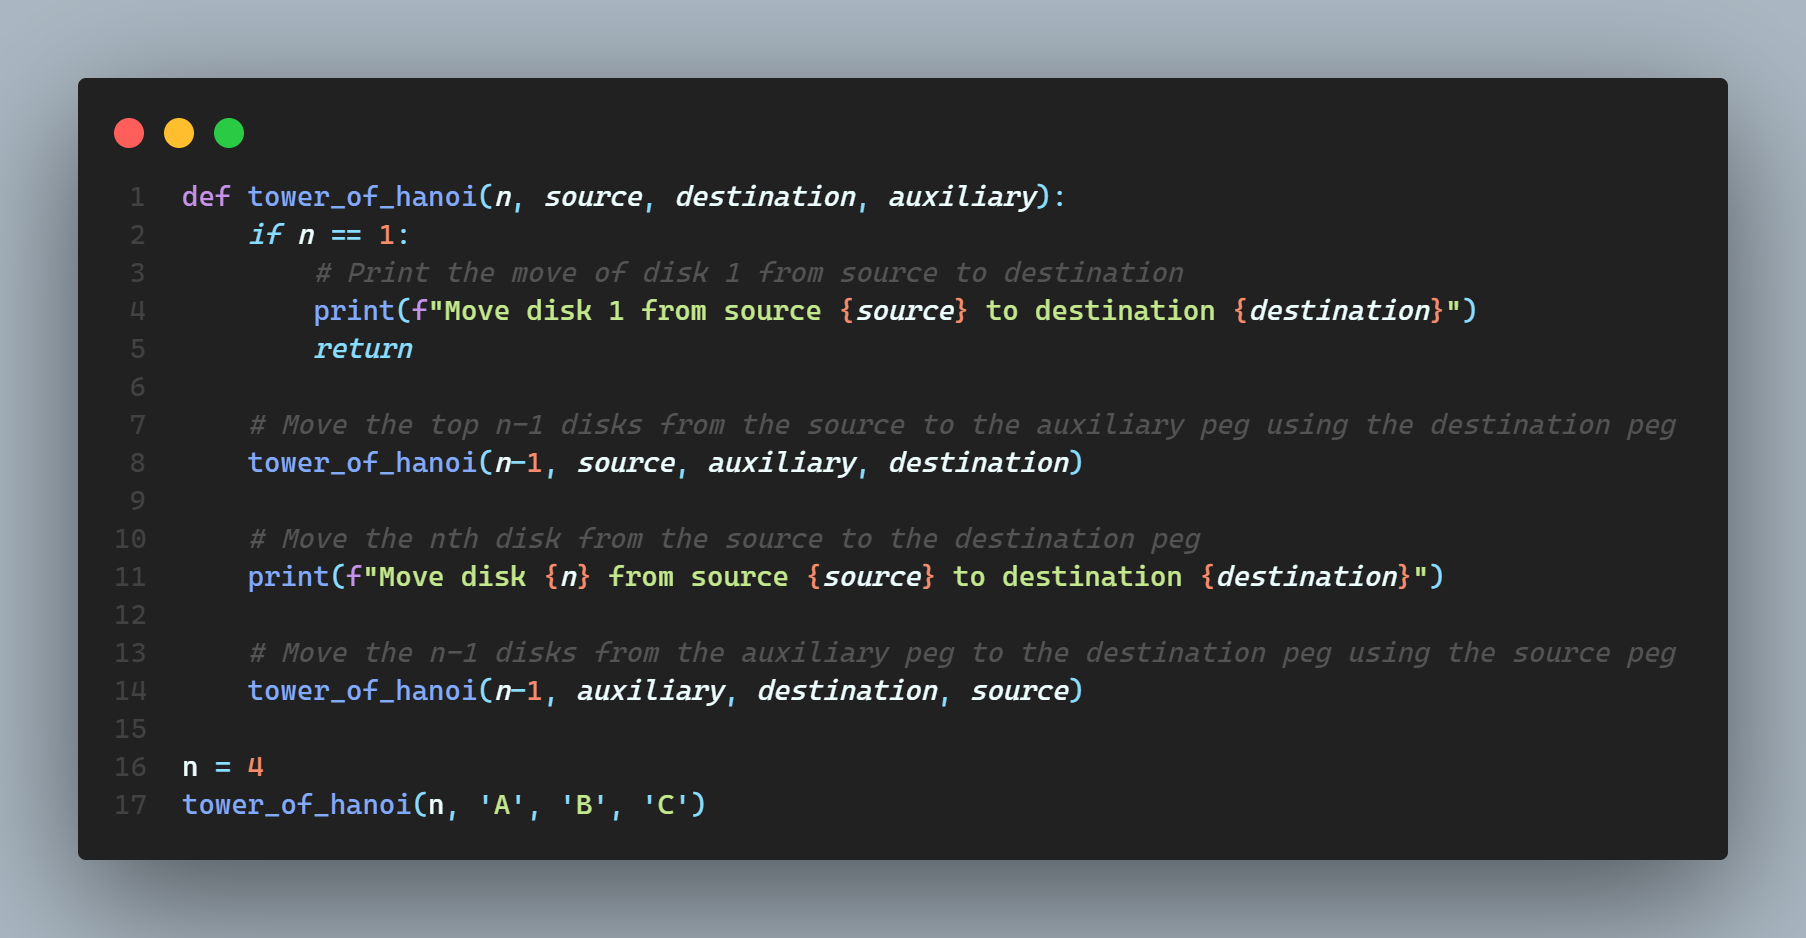 1 def tower_of_hanoi(n, source, destination, auxiliary):
2     if n == 1:
3         # Print the move of disk 1 from source to destination
4         print(f"Move disk 1 from source {source} to destination {destination}")
5         return
6
7     # Move the top n-1 disks from the source to the auxiliary peg using the destination peg
8     tower_of_hanoi(n-1, source, auxiliary, destination)
9
10     # Move the nth disk from the source to the destination peg
11     print(f"Move disk {n} from source {source} to destination {destination}")
12
13     # Move the n-1 disks from the auxiliary peg to the destination peg using the source peg
14     tower_of_hanoi(n-1, auxiliary, destination, source)
15
16 n = 4
17 tower_of_hanoi(n, 'A', 'B', 'C')